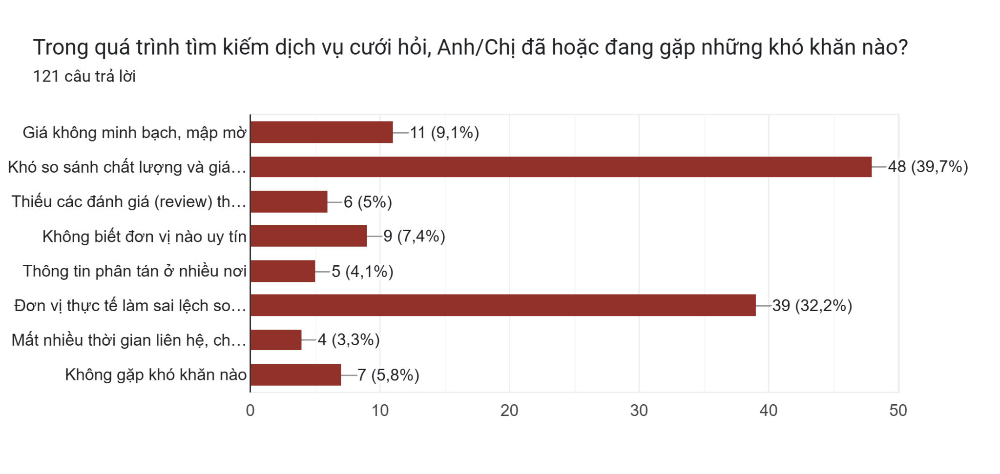 Trong quá trình tìm kiếm dịch vụ cưới hỏi, Anh/Chị đã hoặc đang gặp những khó khăn nào?
121 câu trả lời
Giá không minh bạch, mập mờ
11 (9,1%)
Khó so sánh chất lượng và giá…
48 (39,7%)
Thiếu các đánh giá (review) th…
6 (5%)
Không biết đơn vị nào uy tín
9 (7,4%)
Thông tin phân tán ở nhiều nơi
5 (4,1%)
Đơn vị thực tế làm sai lệch so…
39 (32,2%)
Mất nhiều thời gian liên hệ, ch…
4 (3,3%)
Không gặp khó khăn nào
7 (5,8%)
0 10 20 30 40 50